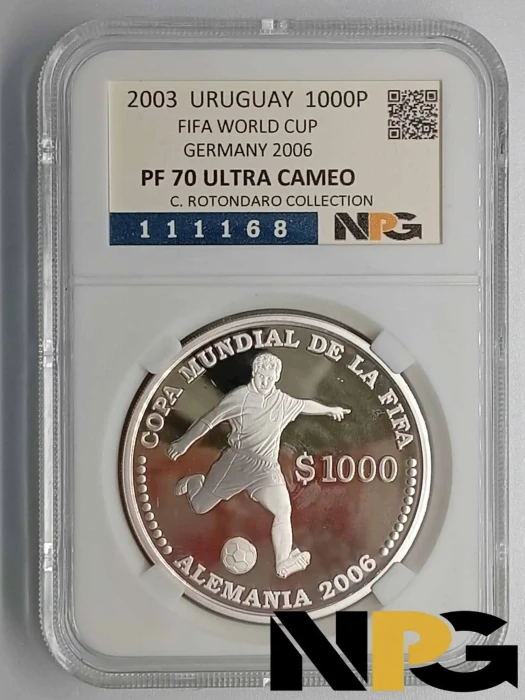 2003 URUGUAY 1000P
FIFA WORLD CUP
GERMANY 2006
PF 70 ULTRA CAMEO
C. ROTONDARO COLLECTION
111168
NPG
COPA MUNDIAL DE LA FIFA
$1000
ALEMANIA 2006
NPG